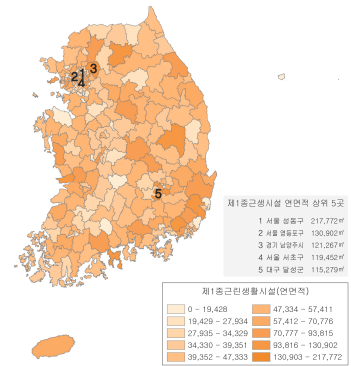 3
2 1
4
5
제1종근생시설 연면적 상위 5곳
1 서울 성동구 217,772㎡
2 서울 영등포구 130,902㎡
3 경기 남양주시 121,267㎡
4 서울 서초구 119,452㎡
5 대구 달성군 115,279㎡
제1종근린생활시설(연면적)
0 - 19,428 47,334 - 57,411
19,429 - 27,934 57,412 - 70,776
27,935 - 34,329 70,777 - 93,815
34,330 - 39,351 93,816 - 130,902
39,352 - 47,333 130,903 - 217,772